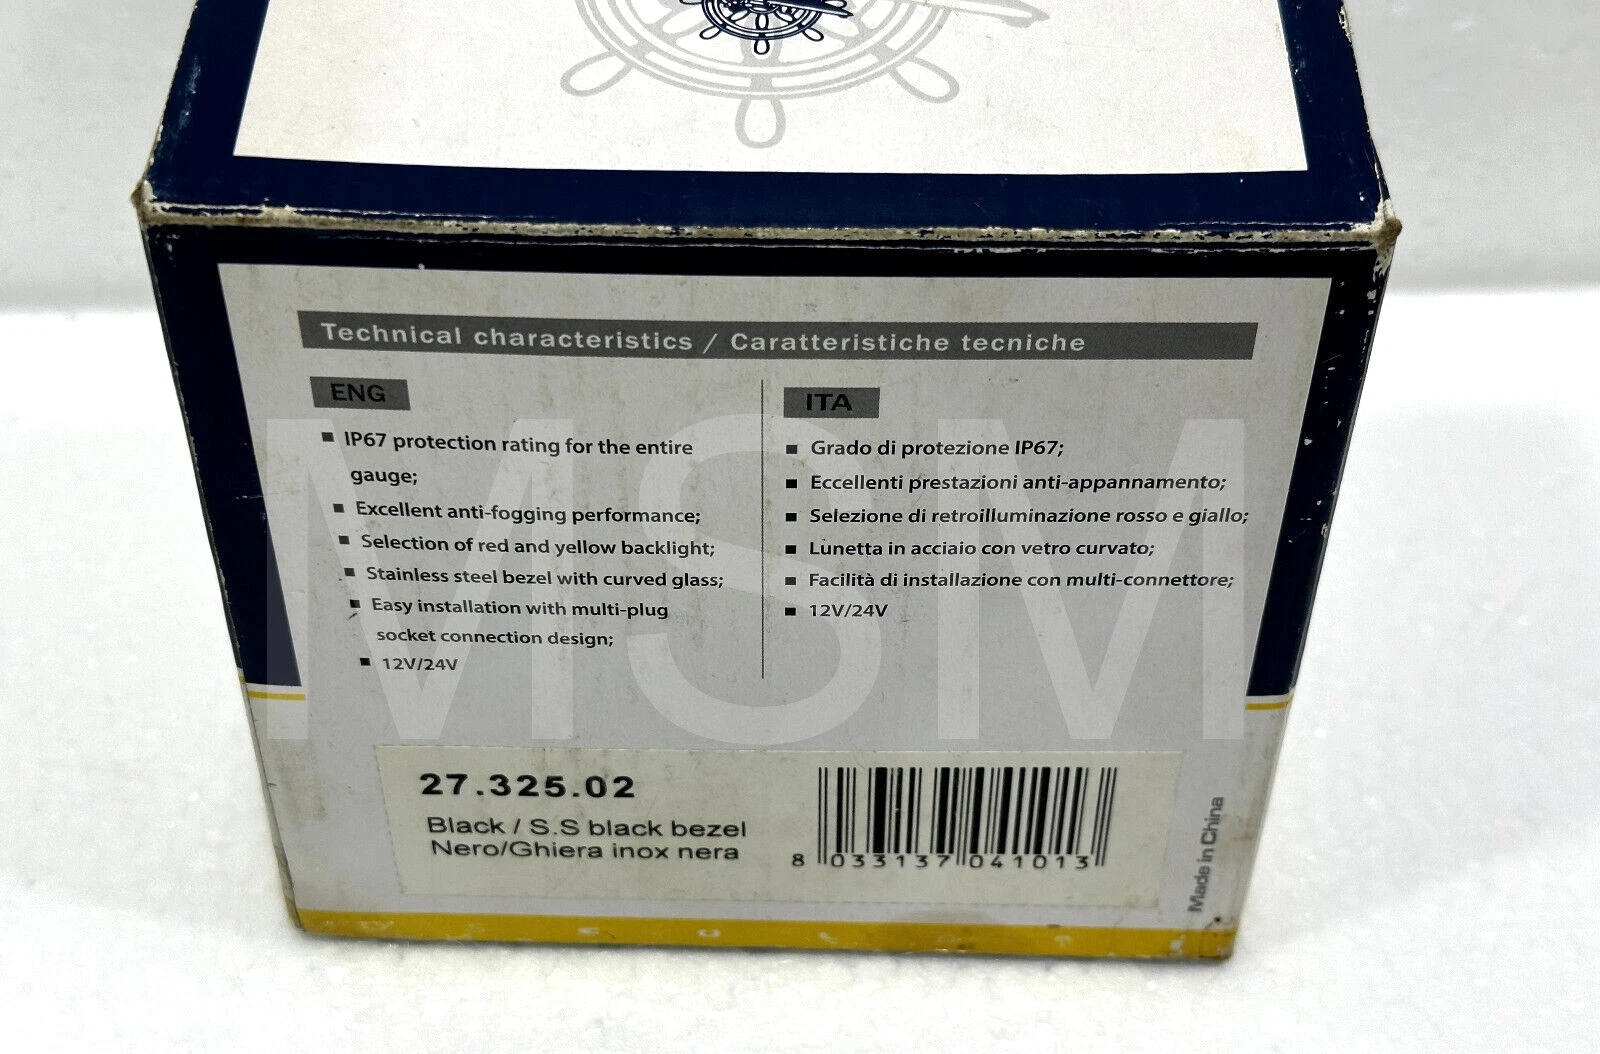 Technical characteristics / Caratteristiche tecniche
ENG
IP67 protection rating for the entire
gauge;
Excellent anti-fogging performance;
Selection of red and yellow backlight;
Stainless steel bezel with curved glass;
Easy installation with multi-plug
socket connection design;
12V/24V
ITA
Grado di protezione IP67;
Eccellenti prestazioni anti-appannamento;
Selezione di retroilluminazione rosso e giallo;
Lunetta in acciaio con vetro curvato;
Facilità di installazione con multi-connettore;
12V/24V
MSM
27.325.02
Black / S.S black bezel
Nero/Ghiera inox nera
8 033137 041013
Made in China